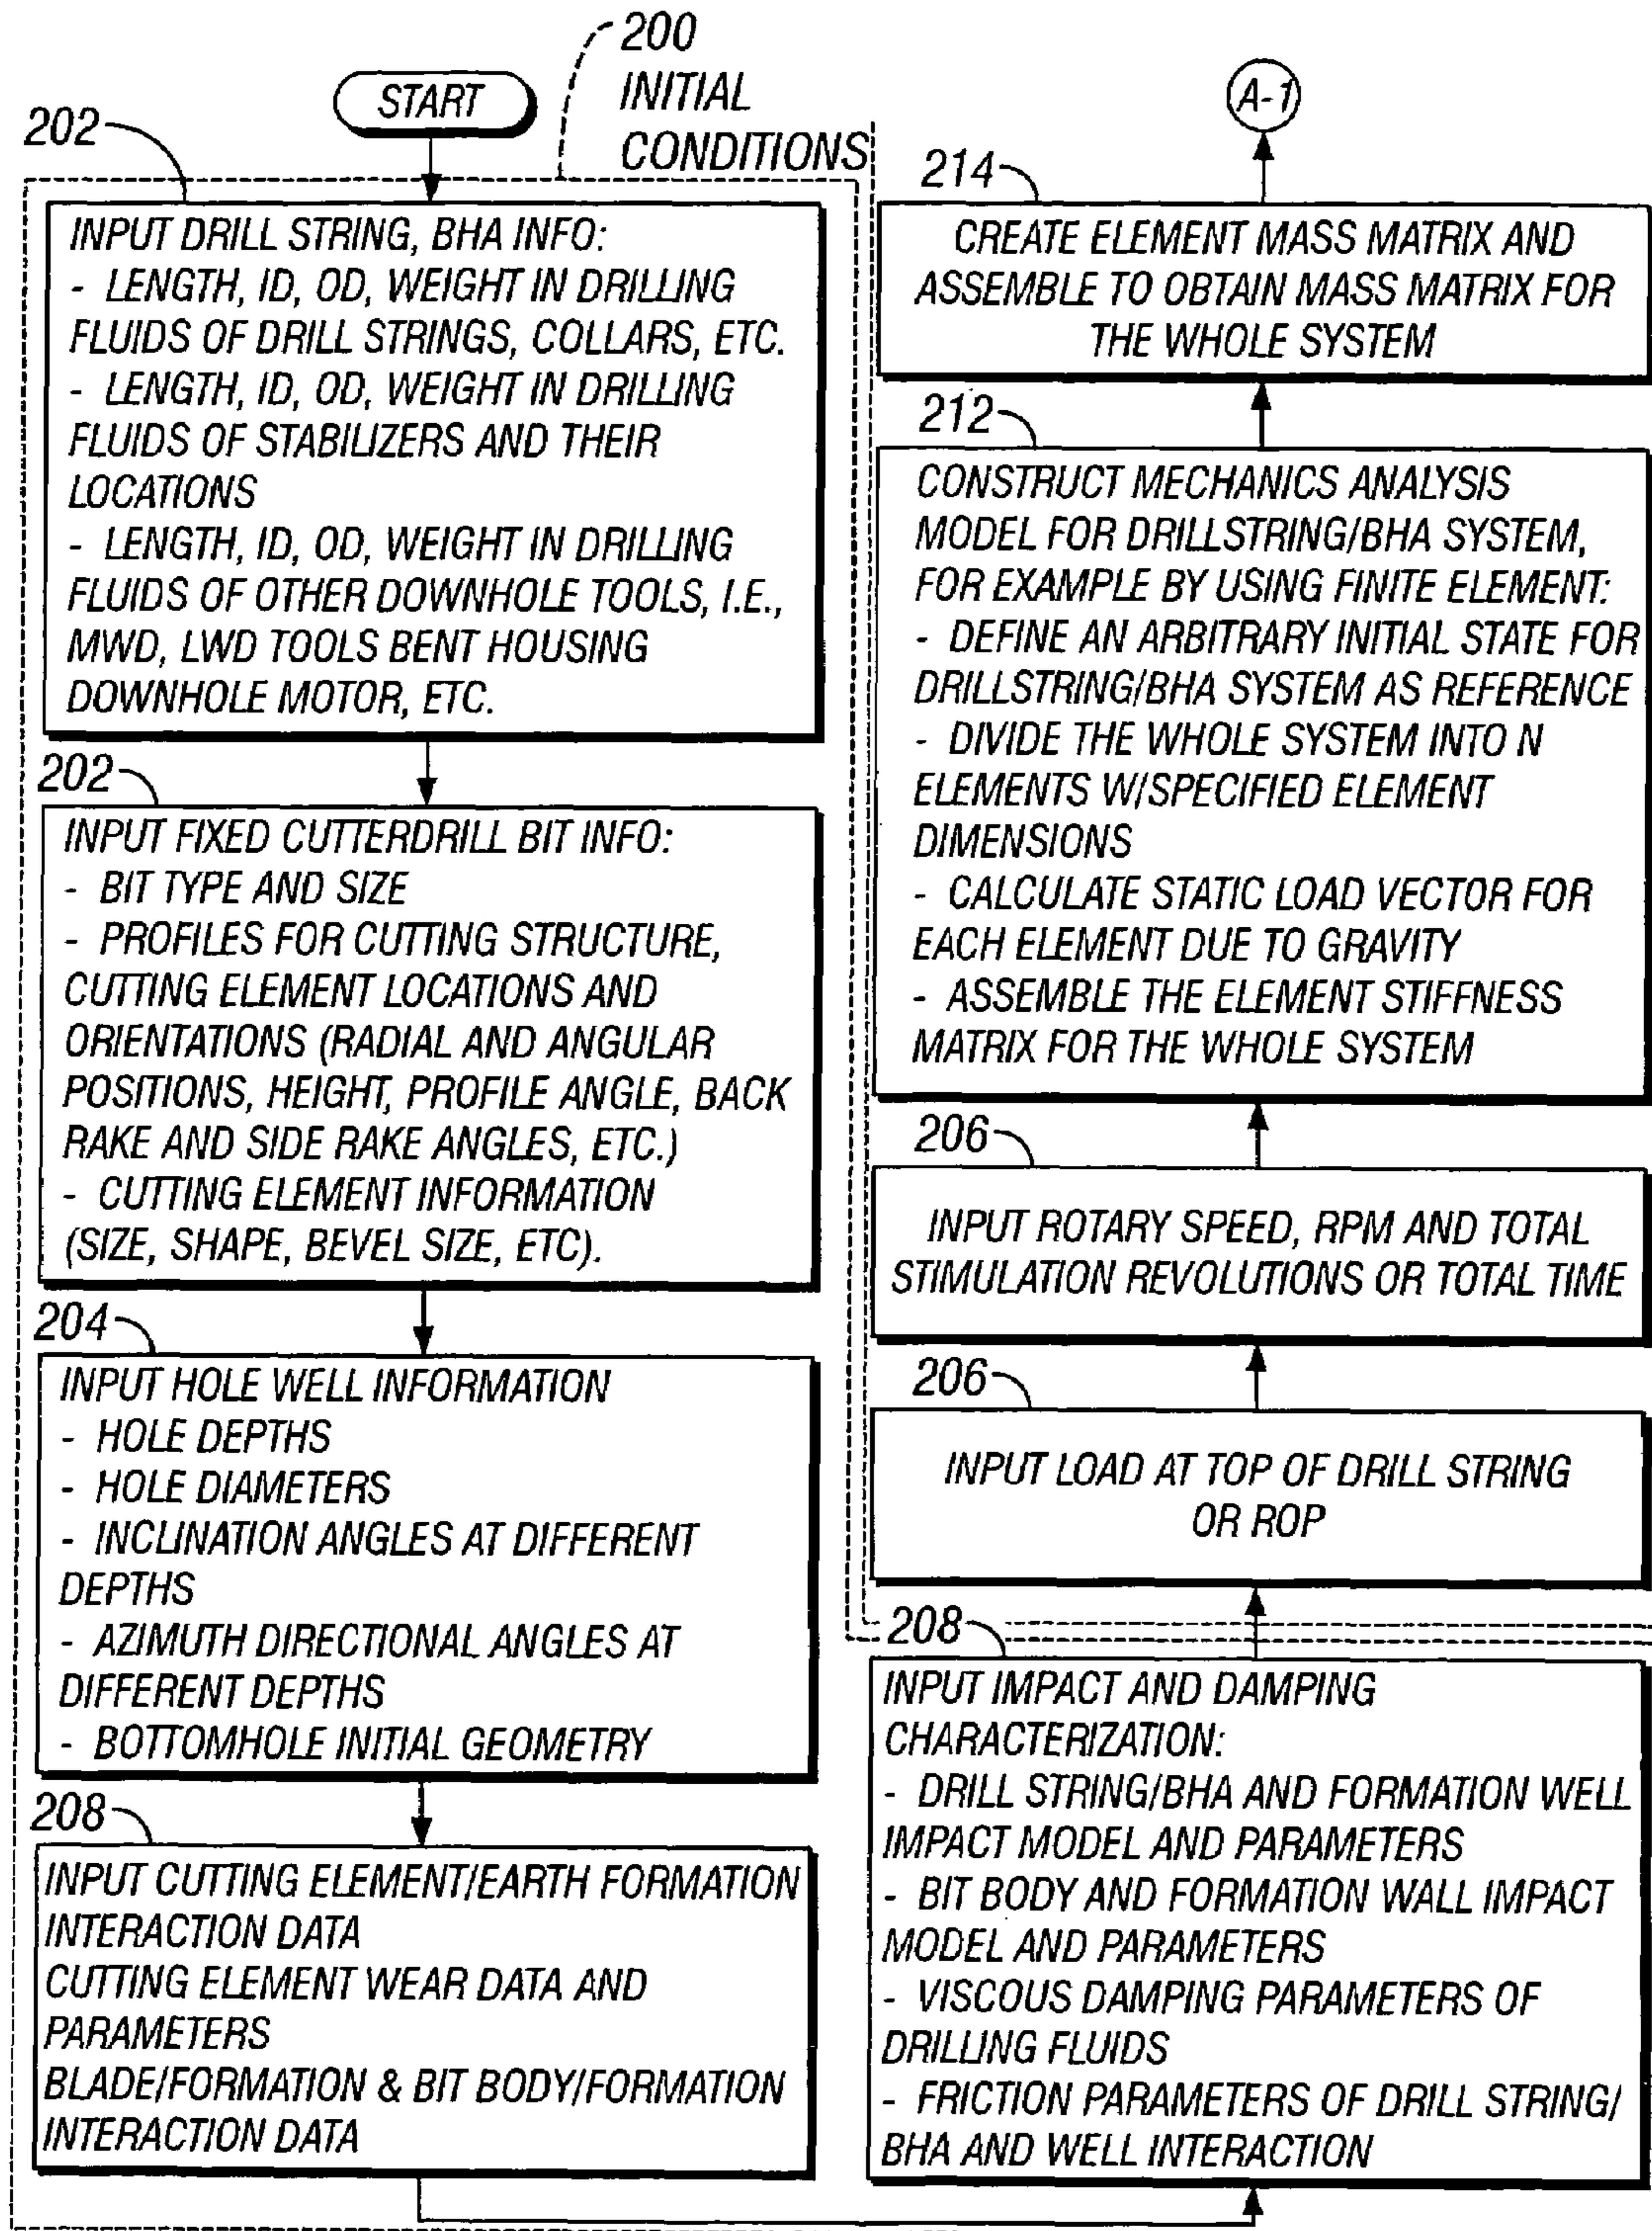 200
INITIAL
CONDITIONS
START
202
INPUT DRILL STRING, BHA INFO:
- LENGTH, ID, OD, WEIGHT IN DRILLING
FLUIDS OF DRILL STRINGS, COLLARS, ETC.
- LENGTH, ID, OD, WEIGHT IN DRILLING
FLUIDS OF STABILIZERS AND THEIR
LOCATIONS
- LENGTH, ID, OD, WEIGHT IN DRILLING
FLUIDS OF OTHER DOWNHOLE TOOLS, I.E.,
MWD, LWD TOOLS BENT HOUSING
DOWNHOLE MOTOR, ETC.
202
INPUT FIXED CUTTERDRILL BIT INFO:
- BIT TYPE AND SIZE
- PROFILES FOR CUTTING STRUCTURE,
CUTTING ELEMENT LOCATIONS AND
ORIENTATIONS (RADIAL AND ANGULAR
POSITIONS, HEIGHT, PROFILE ANGLE, BACK
RAKE AND SIDE RAKE ANGLES, ETC.)
- CUTTING ELEMENT INFORMATION
(SIZE, SHAPE, BEVEL SIZE, ETC).
204
INPUT HOLE WELL INFORMATION
- HOLE DEPTHS
- HOLE DIAMETERS
- INCLINATION ANGLES AT DIFFERENT
DEPTHS
- AZIMUTH DIRECTIONAL ANGLES AT
DIFFERENT DEPTHS
- BOTTOMHOLE INITIAL GEOMETRY
208
INPUT CUTTING ELEMENT/EARTH FORMATION
INTERACTION DATA
CUTTING ELEMENT WEAR DATA AND
PARAMETERS
BLADE/FORMATION & BIT BODY/FORMATION
INTERACTION DATA
208
INPUT IMPACT AND DAMPING
CHARACTERIZATION:
- DRILL STRING/BHA AND FORMATION WELL
IMPACT MODEL AND PARAMETERS
- BIT BODY AND FORMATION WALL IMPACT
MODEL AND PARAMETERS
- VISCOUS DAMPING PARAMETERS OF
DRILLING FLUIDS
- FRICTION PARAMETERS OF DRILL STRING/
BHA AND WELL INTERACTION
206
INPUT LOAD AT TOP OF DRILL STRING
OR ROP
206
INPUT ROTARY SPEED, RPM AND TOTAL
STIMULATION REVOLUTIONS OR TOTAL TIME
212
CONSTRUCT MECHANICS ANALYSIS
MODEL FOR DRILLSTRING/BHA SYSTEM,
FOR EXAMPLE BY USING FINITE ELEMENT:
- DEFINE AN ARBITRARY INITIAL STATE FOR
DRILLSTRING/BHA SYSTEM AS REFERENCE
- DIVIDE THE WHOLE SYSTEM INTO N
ELEMENTS W/SPECIFIED ELEMENT
DIMENSIONS
- CALCULATE STATIC LOAD VECTOR FOR
EACH ELEMENT DUE TO GRAVITY
- ASSEMBLE THE ELEMENT STIFFNESS
MATRIX FOR THE WHOLE SYSTEM
214
CREATE ELEMENT MASS MATRIX AND
ASSEMBLE TO OBTAIN MASS MATRIX FOR
THE WHOLE SYSTEM
A-1